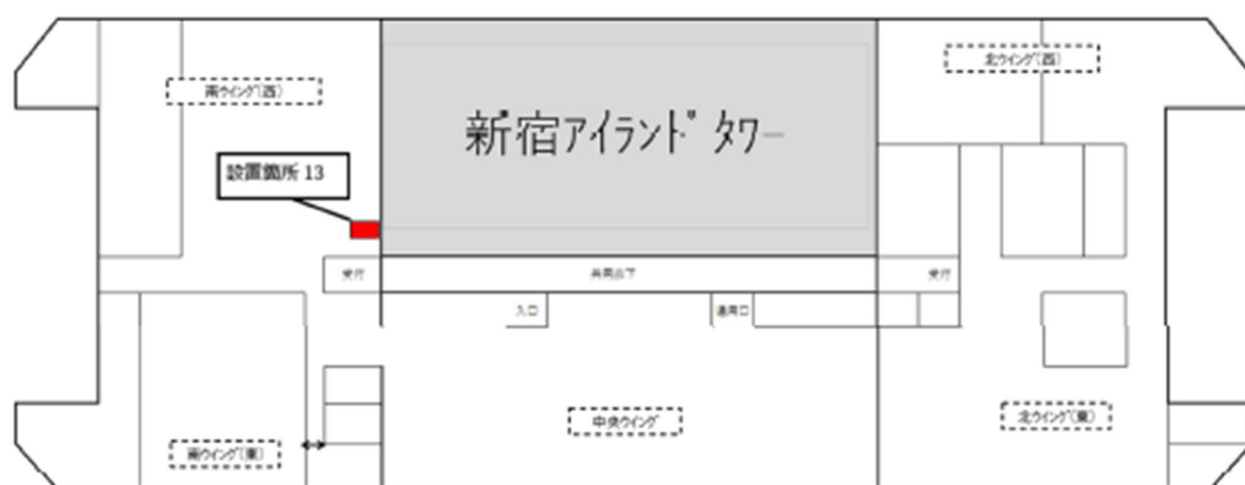 北ウイング(西)
南ウイング(西)
新宿アイランドタワー
設置箇所 13
受付
共用廊下
受付
入口
通用口
中央ウイング
北ウイング(東)
南ウイング(東)